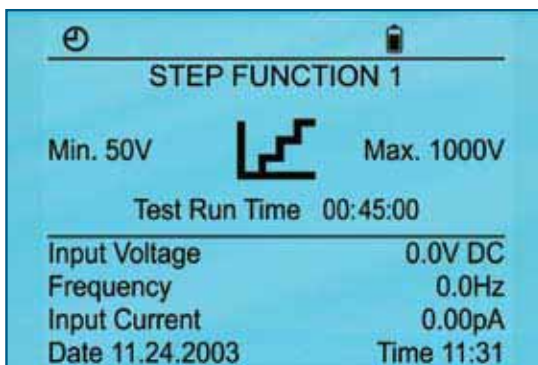 STEP FUNCTION 1
Min. 50V Max. 1000V
Test Run Time 00:45:00
Input Voltage 0.0V DC
Frequency 0.0Hz
Input Current 0.00pA
Date 11.24.2003 Time 11:31